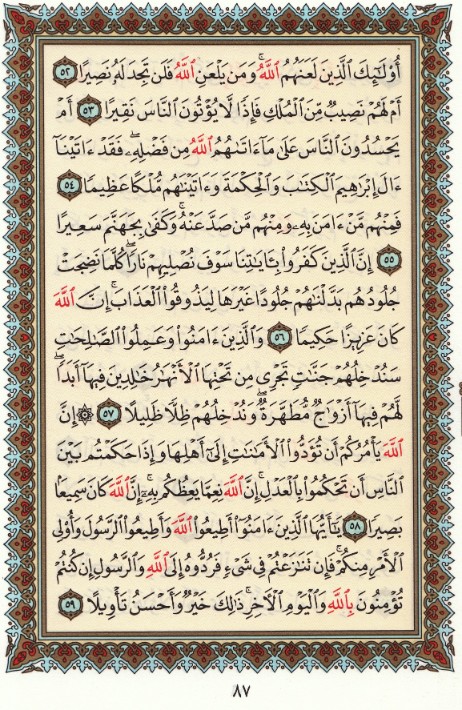 أُوْلَٰٓئِكَ ٱلَّذِينَ لَعَنَهُمُ ٱللَّهُۖ وَمَن يَلْعَنِ ٱللَّهُ فَلَن تَجِدَ لَهُۥ نَصِيرًا ٥٢
أَمْ لَهُمْ نَصِيبٌ مِّنَ ٱلْمُلْكِ فَإِذًا لَّا يُؤْتُونَ ٱلنَّاسَ نَقِيرًا ٥٣ أَمْ
يَحْسُدُونَ ٱلنَّاسَ عَلَىٰ مَآ ءَاتَىٰهُمُ ٱللَّهُ مِن فَضْلِهِۦۖ فَقَدْ ءَاتَيْنَآ
ءَالَ إِبْرَٰهِيمَ ٱلْكِتَٰبَ وَٱلْحِكْمَةَ وَءَاتَيْنَٰهُم مُّلْكًا عَظِيمًا ٥٤
فَمِنْهُم مَّنْ ءَامَنَ بِهِۦ وَمِنْهُم مَّن صَدَّ عَنْهُۚ وَكَفَىٰ بِجَهَنَّمَ سَعِيرًا
٥٥ إِنَّ ٱلَّذِينَ كَفَرُواْ بِـَٔايَٰتِنَا سَوْفَ نُصْلِيهِمْ نَارًا كُلَّمَا نَضِجَتْ
جُلُودُهُم بَدَّلْنَٰهُمْ جُلُودًا غَيْرَهَا لِيَذُوقُواْ ٱلْعَذَابَۗ إِنَّ ٱللَّهَ
كَانَ عَزِيزًا حَكِيمًا ٥٦ وَٱلَّذِينَ ءَامَنُواْ وَعَمِلُواْ ٱلصَّٰلِحَٰتِ
سَنُدْخِلُهُمْ جَنَّٰتٍ تَجْرِى مِن تَحْتِهَا ٱلْأَنْهَٰرُ خَٰلِدِينَ فِيهَآ أَبَدًاۖ
لَّهُمْ فِيهَآ أَزْوَٰجٌ مُّطَهَّرَةٌۖ وَنُدْخِلُهُمْ ظِلًّا ظَلِيلًا ٥٧ ۞ إِنَّ
ٱللَّهَ يَأْمُرُكُمْ أَن تُؤَدُّواْ ٱلْأَمَٰنَٰتِ إِلَىٰٓ أَهْلِهَا وَإِذَا حَكَمْتُم بَيْنَ
ٱلنَّاسِ أَن تَحْكُمُواْ بِٱلْعَدْلِۚ إِنَّ ٱللَّهَ نِعِمَّا يَعِظُكُم بِهِۦٓۗ إِنَّ ٱللَّهَ كَانَ سَمِيعًۢا
بَصِيرًا ٥٨ يَٰٓأَيُّهَا ٱلَّذِينَ ءَامَنُوٓاْ أَطِيعُواْ ٱللَّهَ وَأَطِيعُواْ ٱلرَّسُولَ وَأُوْلِى
ٱلْأَمْرِ مِنكُمْۖ فَإِن تَنَٰزَعْتُمْ فِى شَىْءٍ فَرُدُّوهُ إِلَى ٱللَّهِ وَٱلرَّسُولِ إِن كُنتُمْ
تُؤْمِنُونَ بِٱللَّهِ وَٱلْيَوْمِ ٱلْءَاخِرِۚ ذَٰلِكَ خَيْرٌ وَأَحْسَنُ تَأْوِيلًا ٥٩
٨٧